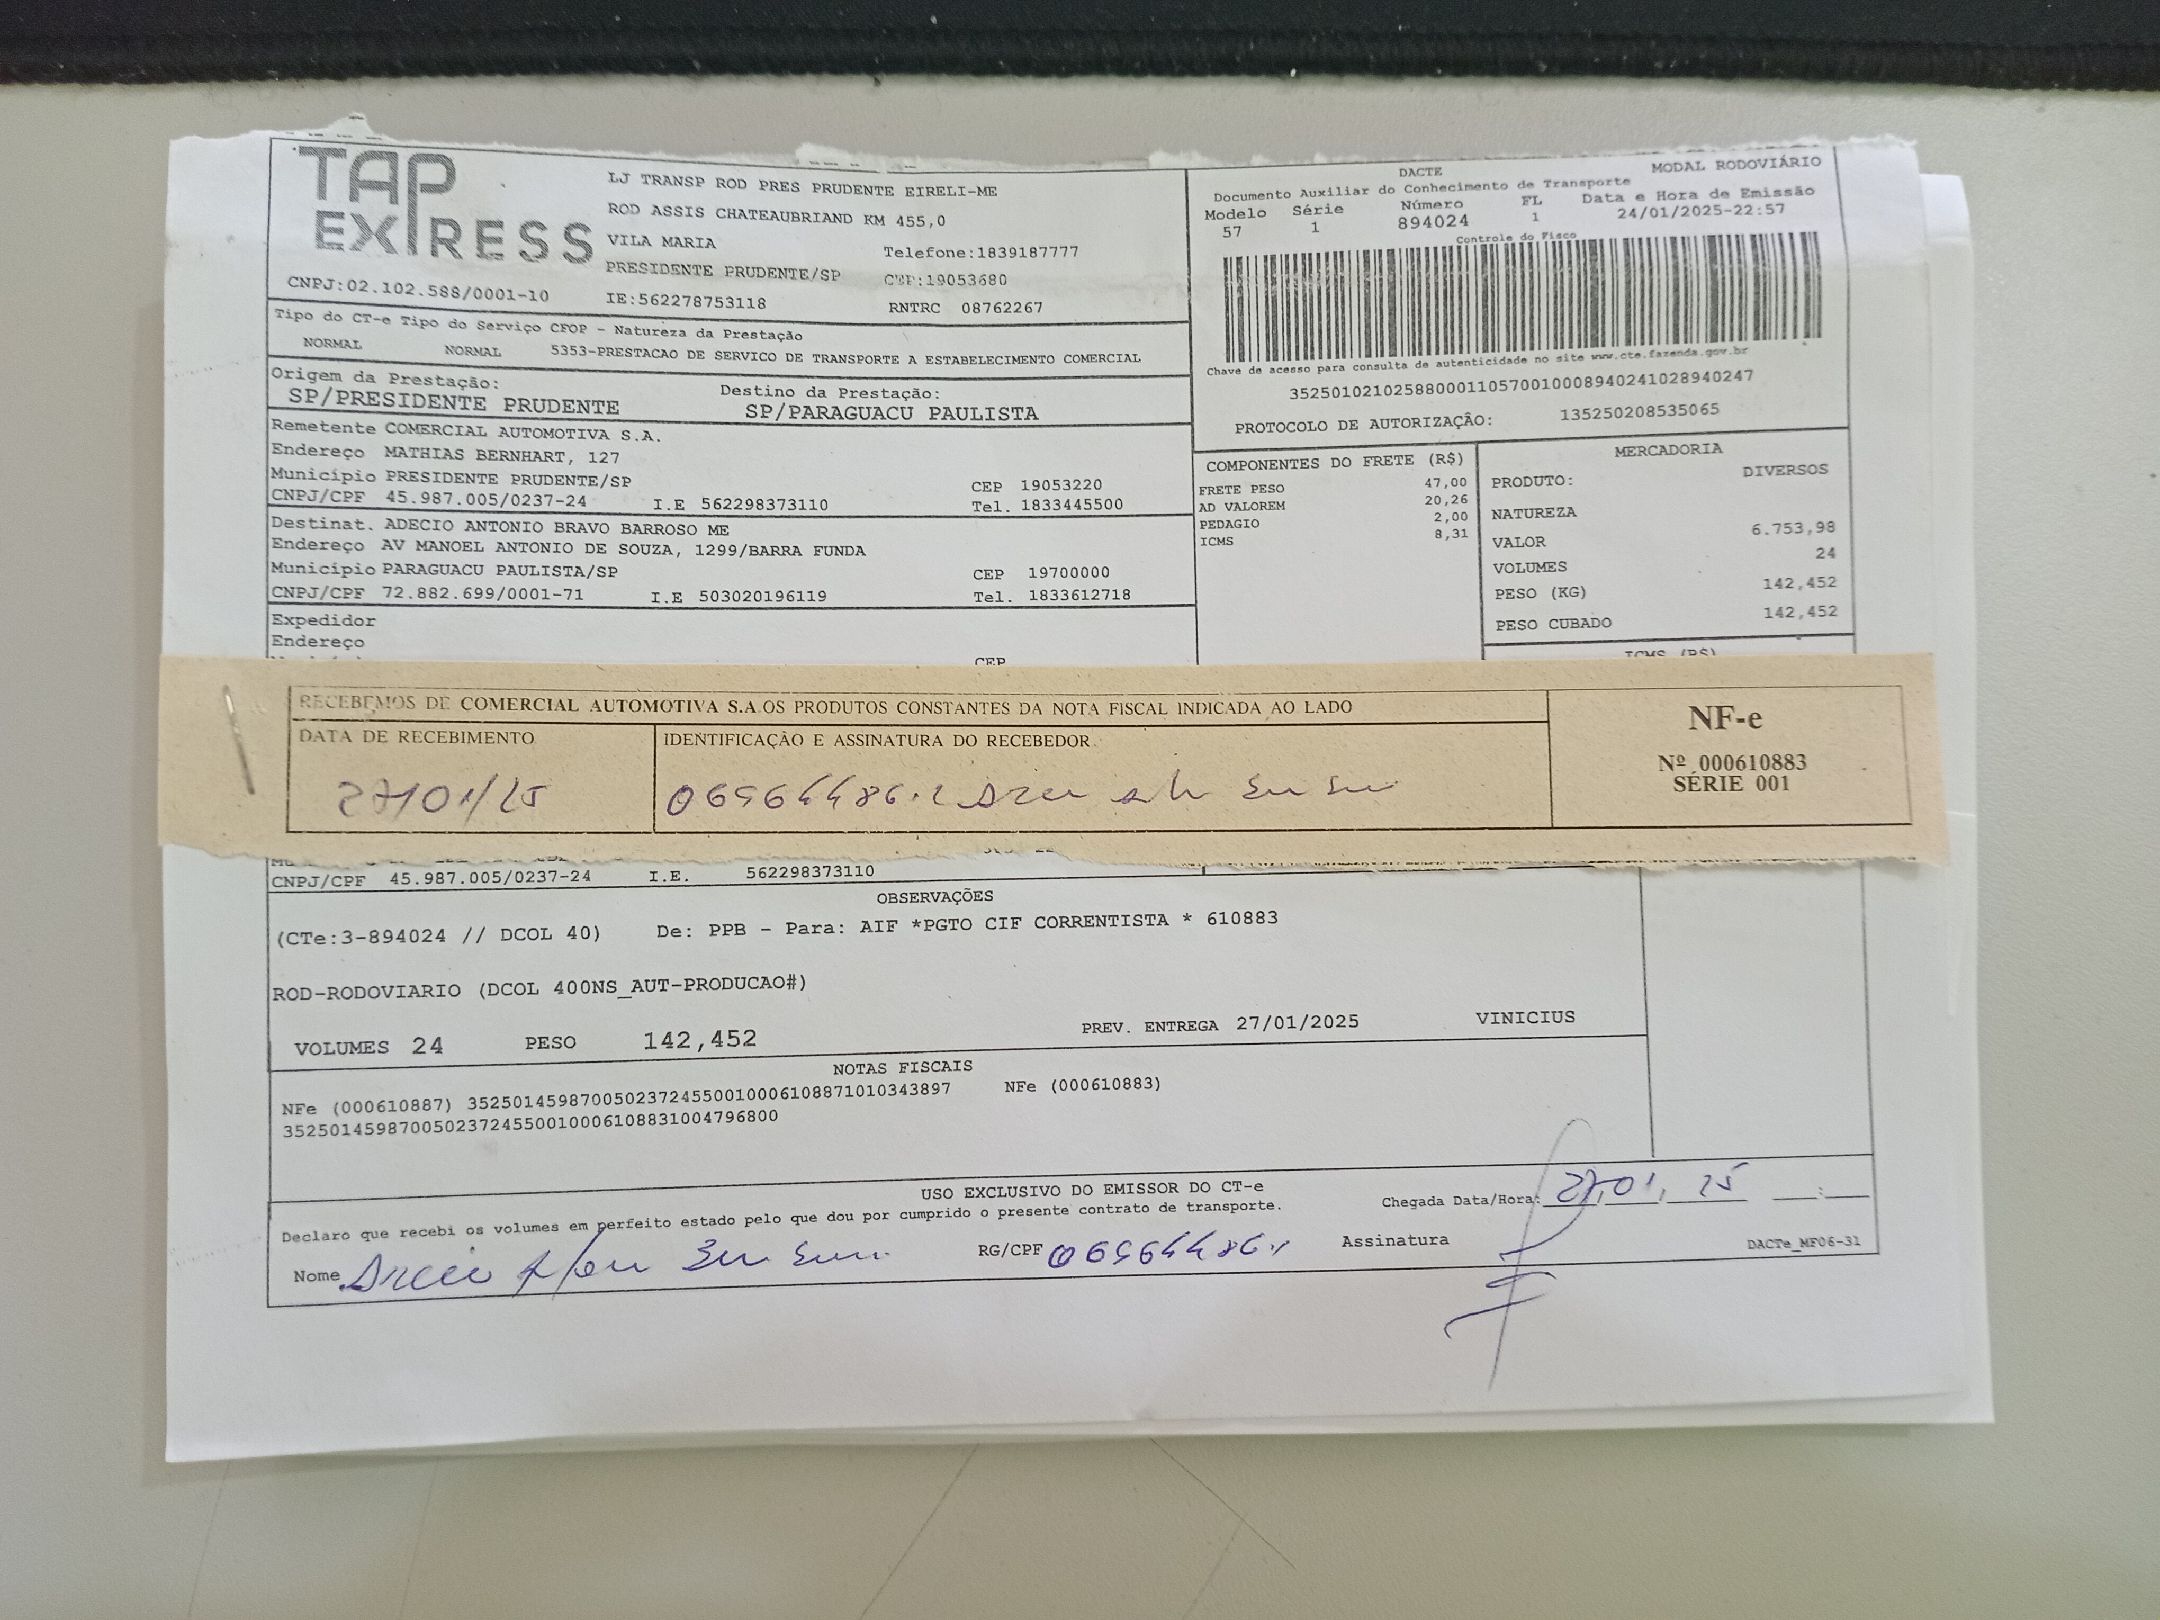 TAP EXPRESS
LJ TRANSP ROD PRES PRUDENTE EIRELI-ME
ROD ASSIS CHATEAUBRIAND KM 455,0
VILA MARIA Telefone:1839187777
PRESIDENTE PRUDENTE/SP CEP:19053680
CNPJ:02.102.588/0001-10 IE:562278753118 RNTRC 08762267
DACTE MODAL RODOVIÁRIO
Documento Auxiliar do Conhecimento de Transporte
Modelo Série Número FL Data e Hora de Emissão
57 1 894024 1 24/01/2025-22:57
Controle do Fisco
Chave de acesso para consulta de autenticidade no site www.cte.fazenda.gov.br
35250102102588000110570010008940241028940247
PROTOCOLO DE AUTORIZAÇÃO: 135250208535065
Tipo do CT-e Tipo do Serviço CFOP - Natureza da Prestação
NORMAL NORMAL 5353-PRESTACAO DE SERVICO DE TRANSPORTE A ESTABELECIMENTO COMERCIAL
Origem da Prestação: Destino da Prestação:
SP/PRESIDENTE PRUDENTE SP/PARAGUACU PAULISTA
Remetente COMERCIAL AUTOMOTIVA S.A.
Endereço MATHIAS BERNHART, 127
Município PRESIDENTE PRUDENTE/SP CEP 19053220
CNPJ/CPF 45.987.005/0237-24 I.E 562298373110 Tel. 1833445500
Destinat. ADECIO ANTONIO BRAVO BARROSO ME
Endereço AV MANOEL ANTONIO DE SOUZA, 1299/BARRA FUNDA
Município PARAGUACU PAULISTA/SP CEP 19700000
CNPJ/CPF 72.882.699/0001-71 I.E 503020196119 Tel. 1833612718
Expedidor
Endereço
CEP
COMPONENTES DO FRETE (R$)
FRETE PESO 47,00
AD VALOREM 20,26
PEDAGIO 2,00
ICMS 8,31
MERCADORIA
PRODUTO: DIVERSOS
NATUREZA
VALOR 6.753,98
VOLUMES 24
PESO (KG) 142,452
PESO CUBADO 142,452
ICMS (R$)
RECEBEMOS DE COMERCIAL AUTOMOTIVA S.A.OS PRODUTOS CONSTANTES DA NOTA FISCAL INDICADA AO LADO
DATA DE RECEBIMENTO IDENTIFICAÇÃO E ASSINATURA DO RECEBEDOR
27/01/25
NF-e
Nº 000610883
SÉRIE 001
CNPJ/CPF 45.987.005/0237-24 I.E. 562298373110
OBSERVAÇÕES
(CTe:3-894024 // DCOL 40) De: PPB - Para: AIF *PGTO CIF CORRENTISTA * 610883
ROD-RODOVIARIO (DCOL 400NS_AUT-PRODUCAO#)
VOLUMES 24 PESO 142,452 PREV. ENTREGA 27/01/2025 VINICIUS
NOTAS FISCAIS
NFe (000610887) 35250145987005023724550010006108871010343897 NFe (000610883)
35250145987005023724550010006108831004796800
USO EXCLUSIVO DO EMISSOR DO CT-e
Declaro que recebi os volumes em perfeito estado pelo que dou por cumprido o presente contrato de transporte.
Chegada Data/Hora: 27/01/25 :
Nome RG/CPF Assinatura
DACTe_MF06-31